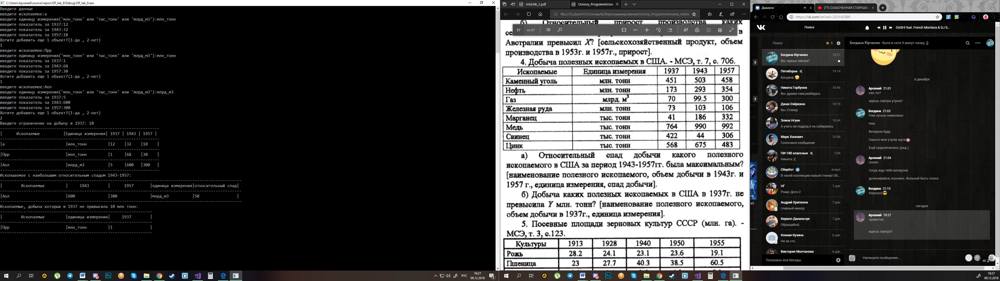 C:\Users\Арсений\source\repos\OP_lab_8\Debug\OP_lab_8.exe
Введите данные
введите ископаемое:а
введите единицу измерения('млн_тонн' или 'тыс_тонн' или 'млрд_м3'):млн_тонн
введите показатель за 1937:12
введите показатель за 1943:32
введите показатель за 1957:10
Хотите добавить еще 1 объект?(1-да , 2-нет)
1
введите ископаемое:Прр
введите единицу измерения('млн_тонн' или 'тыс_тонн' или 'млрд_м3'):млн_тонн
введите показатель за 1937:1
введите показатель за 1943:68
введите показатель за 1957:30
Хотите добавить еще 1 объект?(1-да , 2-нет)
1
введите ископаемое:Аол
введите единицу измерения('млн_тонн' или 'тыс_тонн' или 'млрд_м3'):млрд_м3
введите показатель за 1937:5
введите показатель за 1943:600
введите показатель за 1957:300
Хотите добавить еще 1 объект?(1-да , 2-нет)
2
Введите ограничение на добычу в 1937: 10
| Ископаемые |Единица измерения| 1937 | 1943 | 1957 |
|а |млн_тонн |12 |32 |10 |
|Прр |млн_тонн |1 |68 |30 |
|Аол |млрд_м3 |5 |600 |300 |
Ископыаемое с наибольшим относительным спадом 1943-1957:
| Ископаемые | 1943 | 1957 |единица измерения|относительный спад|
|Аол |600 |300 |млрд_м3 |50 |
Ископаемые, добыча которых в 1937 не привысила 10 млн тонн:
| Ископаемые |единица измерения| 1937 |
|Прр |млн_тонн |1 |
РУС
19:27
09.12.2018
2
mtdchk_2.pdf
Osnovy_Programmirova
file:///G:/ДонНТУ/Основы%20программирования/Osnovy_Programmirovania_metoc
б) Относительный прирост производства каких
57 из 67
в
Австралии превысил X? [сельскохозяйственный продукт, объем
производства в 1953г. и 1957г., прирост].
4. Добыча полезных ископаемых в США. - МСЭ, т. 7, с. 706.
Ископаемые Единица измерения 1937 1943 1957
Каменный уголь млн. тонн 451 503 458
Нефть млн. тонн 173 293 354
Газ млрд. м3 70 99.5 300
Железная руда млн. тонн 73 103 106
Марганец тыс. тонн 41 186 332
Медь тыс. тонн 764 990 992
Свинец тыс. тонн 422 44 306
Цинк тыс. тонн 568 675 483
а) Относительный спад добычи какого полезного
ископаемого в США за период 1943-1957гг. была максимальным?
[наименование полезного ископаемого, объем добычи в 1943г. и
1957 г., единица измерения, спад добычи].
б) Добыча каких полезных ископаемых в США в 1937г. не
превысила Y млн. тонн? [наименование полезного ископаемого,
объем добычи в 1937г., единица измерения].
5. Посевные площади зерновых культур СССР (млн. га). -
МСЭ, т. 3, с.123.
Культуры 1913 1928 1940 1950 1955
Рожь 28.2 24.1 23.1 23.6 19.1
Пшеница 23 27.7 40.3 38.5 60.5
Диалоги
(77) ОЗАБОЧЕННАЯ СТАРУШКА
https://vk.com/im?sel=222142080
Поиск
GASHI feat. French Montana & DJ S...
Поиск
5
Богдана Юрченко 19:27
Вы: идешь завтра?
Пятиборье 19:14
Богдана:
Никита Горбунов 18:46
Вы: думаю сам разберусь
Даша Озёркина 18:19
Вы: Стикер
Элина Нгуен 16:44
А учить ве подряд я не собираюсь
Марк Ханович 10:58
Голосовое сообщение
ПИ-18б классные 1:04
Никита: )(
СберКот вчера
В твоей коллекции новый стикер! Об...
НГ 7 дек
Рома: Дота 2
Андрей Хрипелов 7 дек
главный минор
Кирилл Данильчук 7 дек
Обращайся)
Ксения Кузина 6 дек
Не за что
Виктория Молчанова 6 дек
Показаны все беседы
2
2
12+
ка2
Богдана Юрченко была в сети 9 минут назад
6 декабря
Арсений 21:01
как ты?
идешь завтра утром?
Богдана 21:03
Уже лучше немножко
Неа
Вечером буду
Смысл мне утром идти
Ещё недолечилась (ред.)
Арсений 21:04
понял
тогда жду тебя вечером)
долечивайся, кончено. больной быть плохо
Богдана 21:13
Хорошо)
сегодня
Арсений 19:27
приветик
идешь завтра?
Напишите сообщение...
40
19:27
09.12.2018